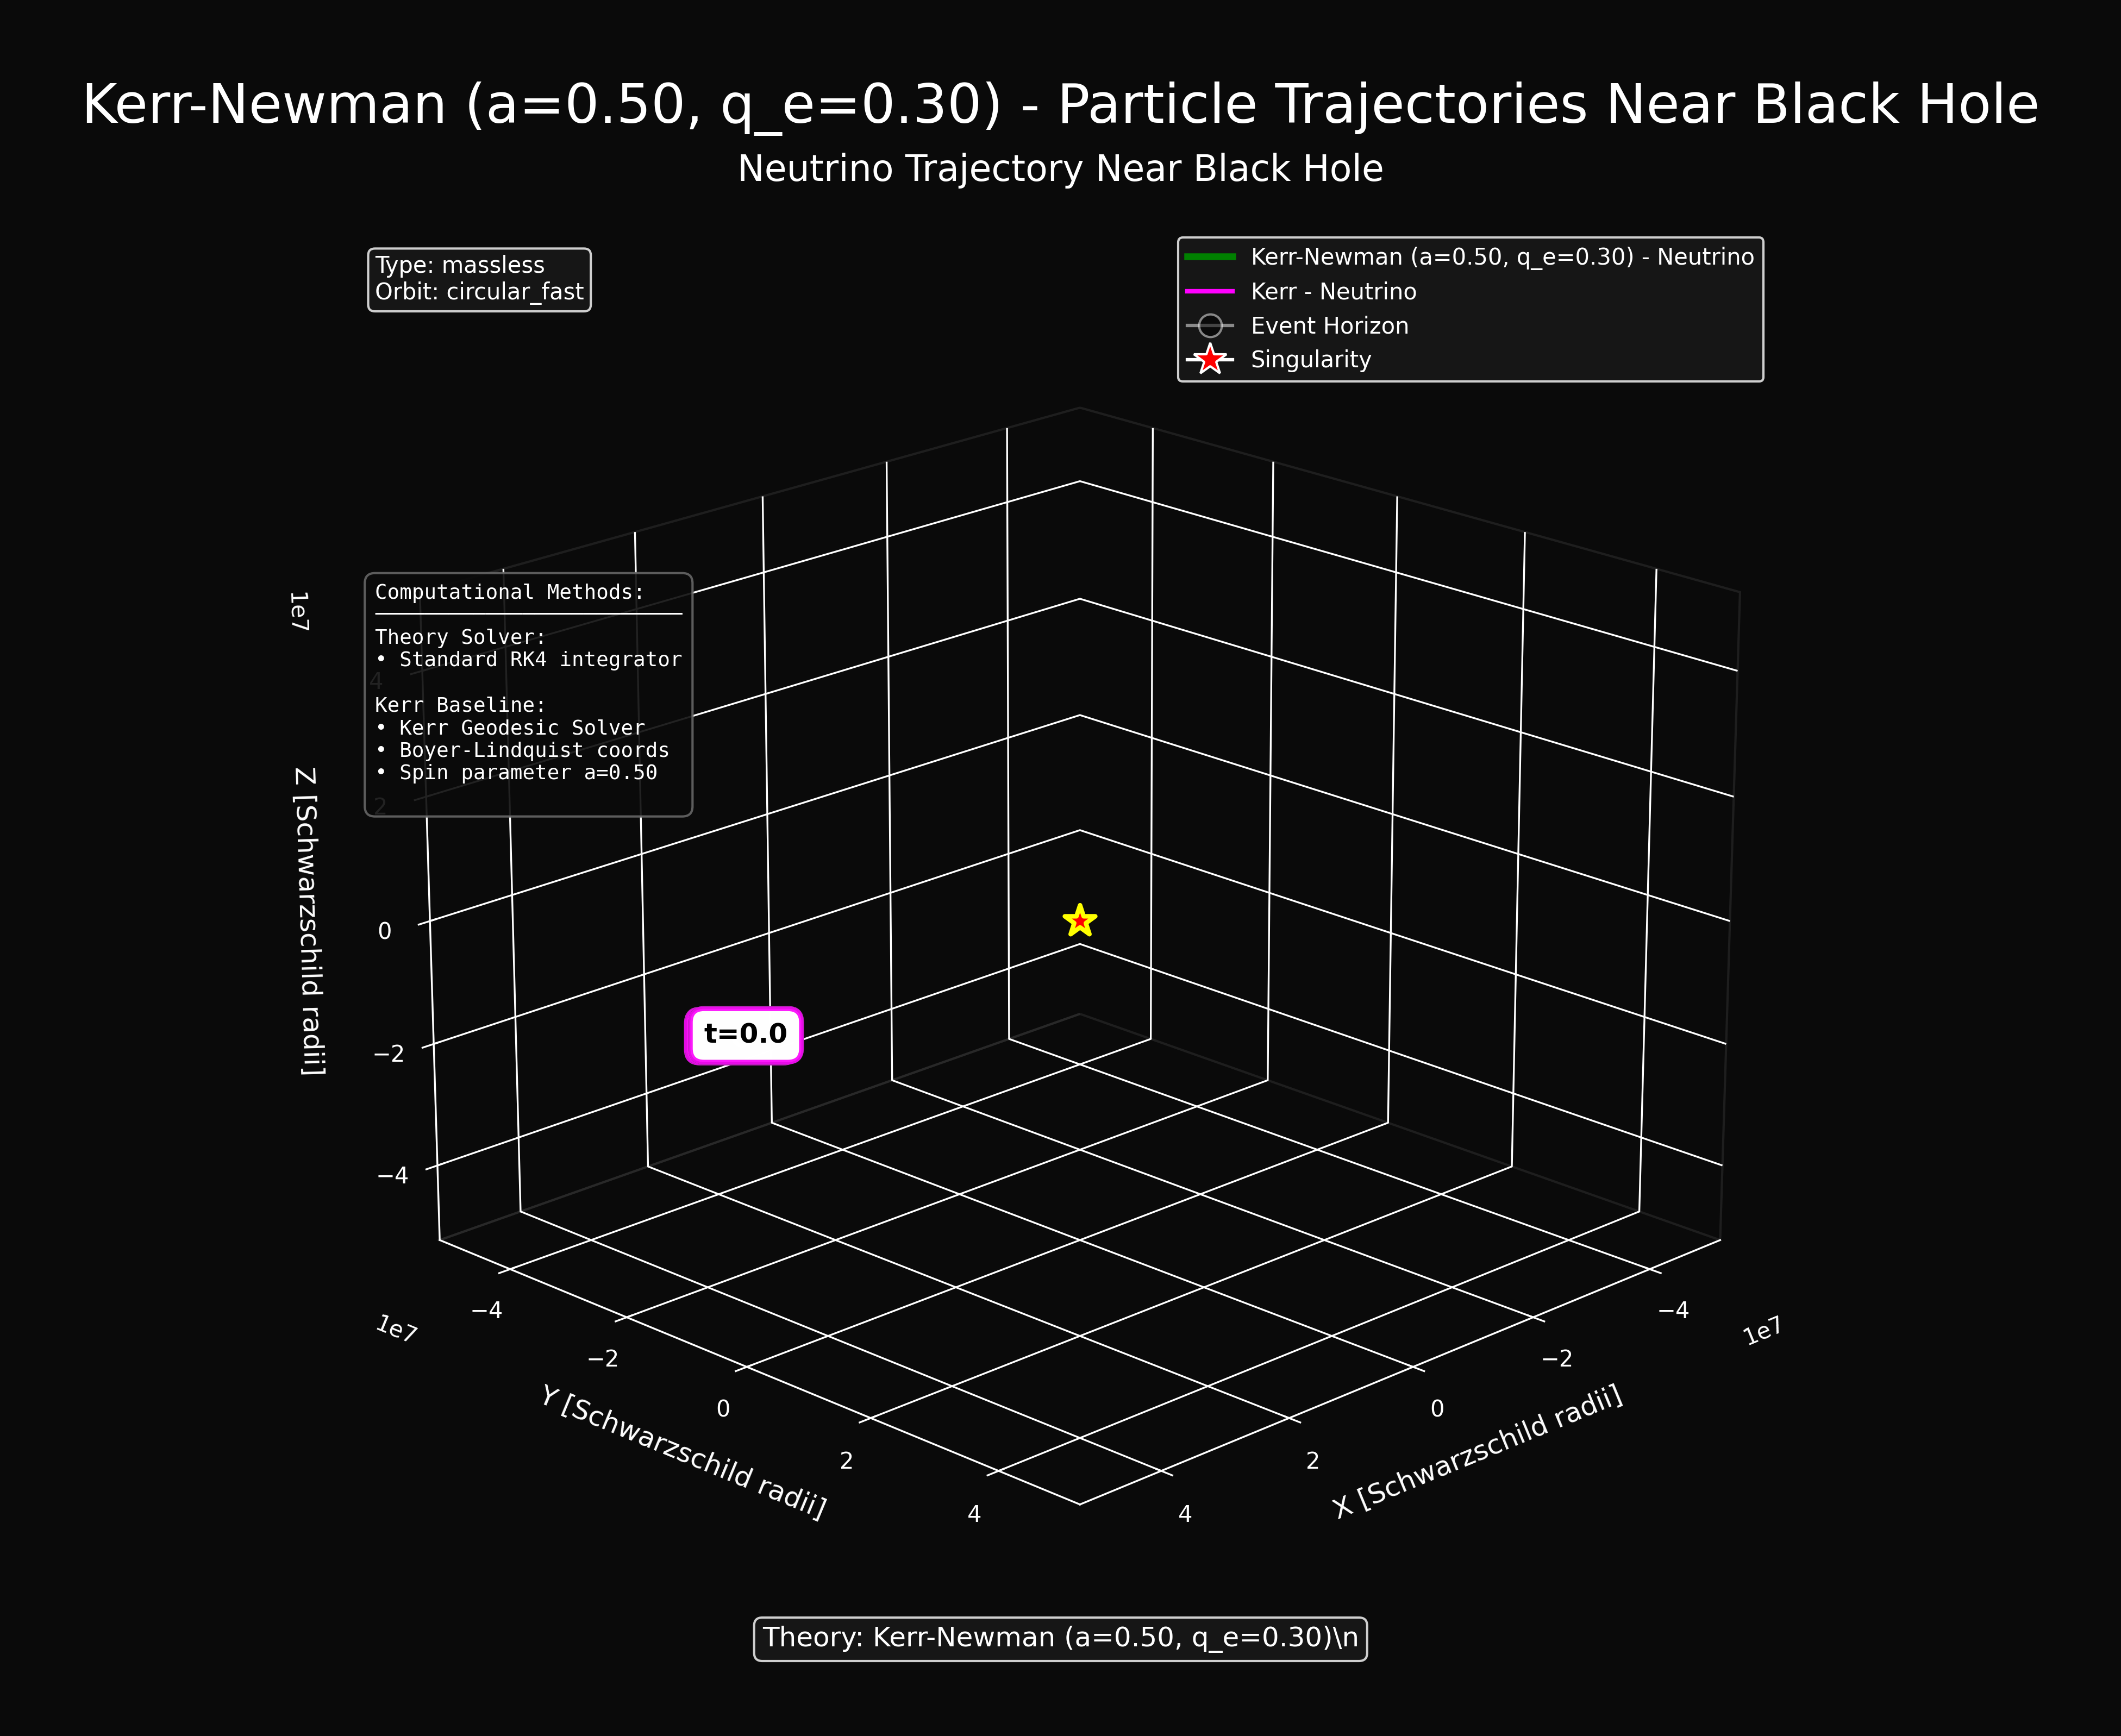 Kerr-Newman (a=0.50, q_e=0.30) - Particle Trajectories Near Black Hole
Neutrino Trajectory Near Black Hole
Type: massless
Orbit: circular_fast
Kerr-Newman (a=0.50, q_e=0.30) - Neutrino
Kerr - Neutrino
Event Horizon
Singularity
Computational Methods:
Theory Solver:
• Standard RK4 integrator
Kerr Baseline:
• Kerr Geodesic Solver
• Boyer-Lindquist coords
• Spin parameter a=0.50
1e7
Z [Schwarzschild radii]
4
2
0
−2
−4
t=0.0
1e7
−4
−2
0
2
4
Y [Schwarzschild radii]
4
2
0
−2
−4
1e7
X [Schwarzschild radii]
Theory: Kerr-Newman (a=0.50, q_e=0.30)\n